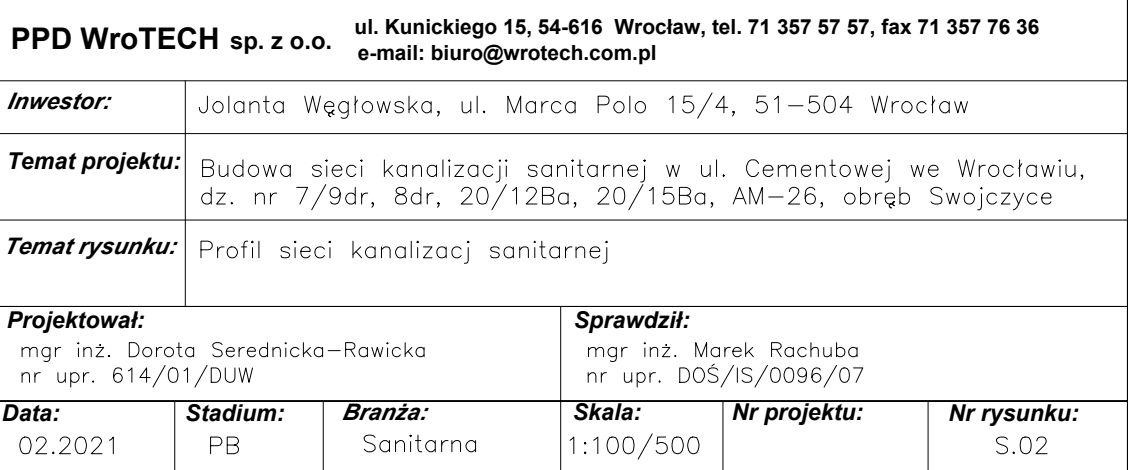 PPD WroTECH sp. z o.o. ul. Kunickiego 15, 54-616 Wrocław, tel. 71 357 57 57, fax 71 357 76 36
e-mail: biuro@wrotech.com.pl
Inwestor: Jolanta Węgłowska, ul. Marca Polo 15/4, 51-504 Wrocław
Temat projektu: Budowa sieci kanalizacji sanitarnej w ul. Cementowej we Wrocławiu,
dz. nr 7/9dr, 8dr, 20/12Ba, 20/15Ba, AM-26, obręb Swojczyce
Temat rysunku: Profil sieci kanalizacj sanitarnej
Projektował:
mgr inż. Dorota Serednicka-Rawicka
nr upr. 614/01/DUW
Sprawdził:
mgr inż. Marek Rachuba
nr upr. DOŚ/IS/0096/07
Data: Stadium: Branża: Skala: Nr projektu: Nr rysunku:
02.2021 PB Sanitarna 1:100/500 S.02